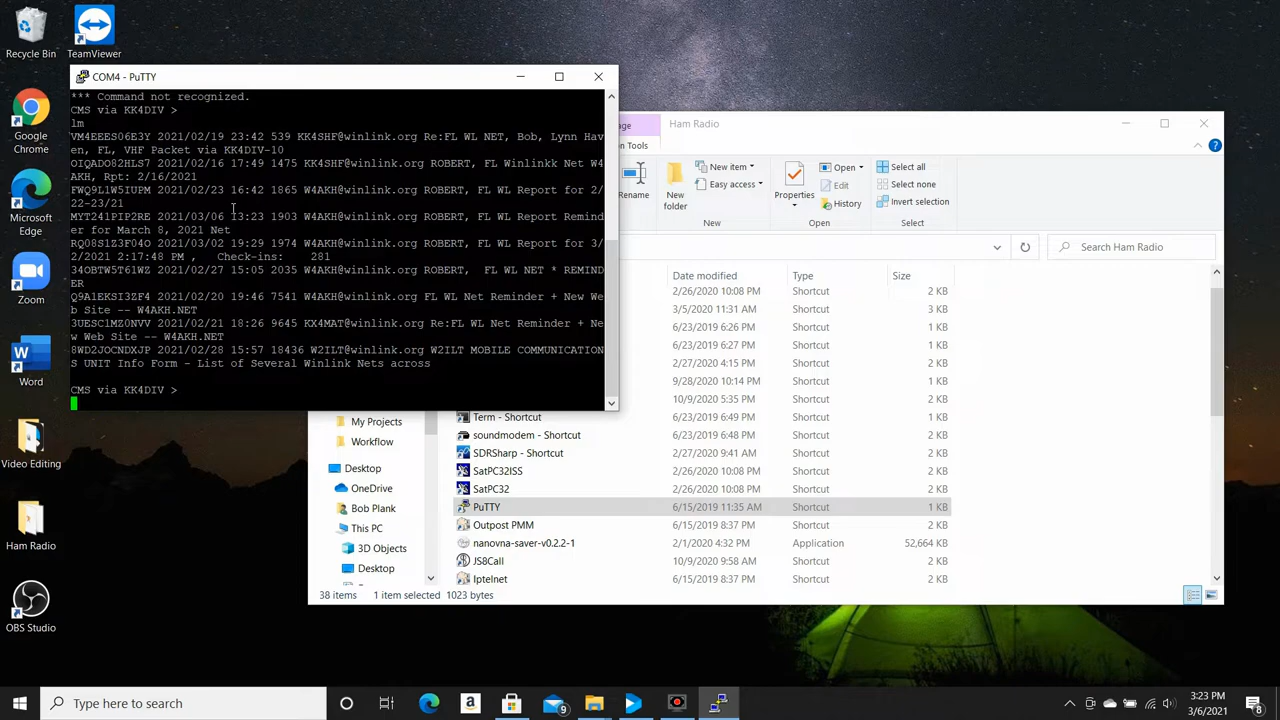 Recycle Bin
TeamViewer
Google
Chrome
Microsoft
Edge
Zoom
Word
Video Editing
Ham Radio
OBS Studio
COM4 - PuTTY
*** Command not recognized.
CMS via KK4DIV >
lm
VM4EEES06E3Y 2021/02/19 23:42 539 KK4SHF@winlink.org Re:FL WL NET, Bob, Lynn Hav
en, FL, VHF Packet via KK4DIV-10
OIQADO82HLS7 2021/02/16 17:49 1475 KK4SHF@winlink.org ROBERT, FL Winlinkk Net W4
AKH, Rpt: 2/16/2021
FWQ9L1W5IUPM 2021/02/23 16:42 1865 W4AKH@winlink.org ROBERT, FL WL Report for 2/
22-23/21
MYT241PIP2RE 2021/03/06 13:23 1903 W4AKH@winlink.org ROBERT, FL WL Report Remind
er for March 8, 2021 Net
RQ08S1Z3F04O 2021/03/02 19:29 1974 W4AKH@winlink.org ROBERT, FL WL Report for 3/
2/2021 2:17:48 PM , Check-ins: 281
34OBTW5T61WZ 2021/02/27 15:05 2035 W4AKH@winlink.org ROBERT, FL WL NET * REMIND
ER
Q9A1EKSI3ZF4 2021/02/20 19:46 7541 W4AKH@winlink.org FL WL Net Reminder + New We
b Site -- W4AKH.NET
3UESC1MZ0NVV 2021/02/21 18:26 9645 KX4MAT@winlink.org Re:FL WL Net Reminder + Ne
w Web Site -- W4AKH.NET
8WD2JOCNDXJP 2021/02/28 15:57 18436 W2ILT@winlink.org W2ILT MOBILE COMMUNICATION
S UNIT Info Form - List of Several Winlink Nets across
CMS via KK4DIV >
age Ham Radio
on Tools
Rename
New
folder
New item
Easy access
New
Properties
Open
Edit
History
Open
Select all
Select none
Invert selection
Select
Search Ham Radio
Date modified Type Size
2/26/2020 10:08 PM Shortcut 2 KB
3/5/2020 11:31 AM Shortcut 3 KB
6/23/2019 6:26 PM Shortcut 2 KB
6/23/2019 6:27 PM Shortcut 2 KB
2/27/2020 4:15 PM Shortcut 2 KB
9/28/2020 10:14 PM Shortcut 2 KB
10/9/2020 5:35 PM Shortcut 2 KB
Term - Shortcut 6/23/2019 6:49 PM Shortcut 2 KB
soundmodem - Shortcut 6/23/2019 6:48 PM Shortcut 2 KB
SDRSharp - Shortcut 2/27/2020 9:41 AM Shortcut 2 KB
SatPC32ISS 2/26/2020 10:08 PM Shortcut 2 KB
SatPC32 2/26/2020 10:08 PM Shortcut 2 KB
PuTTY 6/15/2019 11:35 AM Shortcut 1 KB
Outpost PMM 6/15/2019 8:37 PM Shortcut 2 KB
nanovna-saver-v0.2.2-1 2/1/2020 4:32 PM Application 52,664 KB
JS8Call 10/9/2020 9:58 AM Shortcut 2 KB
Iptelnet 6/15/2019 8:37 PM Shortcut 2 KB
My Projects
Workflow
Desktop
OneDrive
Bob Plank
This PC
3D Objects
Desktop
38 items 1 item selected 1023 bytes
Type here to search
9
3:23 PM
3/6/2021
8